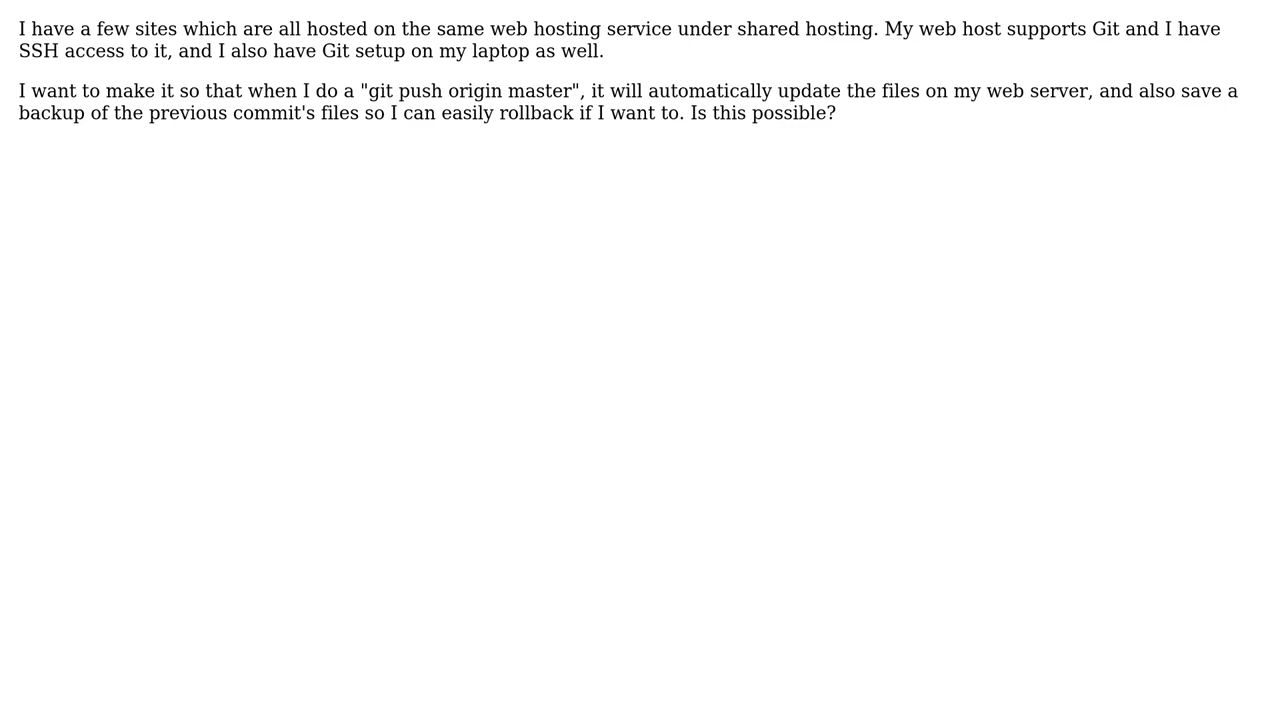 I have a few sites which are all hosted on the same web hosting service under shared hosting. My web host supports Git and I have
SSH access to it, and I also have Git setup on my laptop as well.
I want to make it so that when I do a "git push origin master", it will automatically update the files on my web server, and also save a
backup of the previous commit's files so I can easily rollback if I want to. Is this possible?